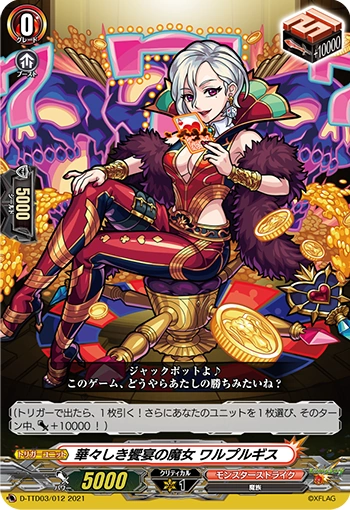 0
グレード
+10000
ブースト
5000
シールド
ジャックポットよ♪
このゲーム、どうやらあたしの勝ちみたいね？
(トリガーで出たら、1枚引く！さらにあなたのユニットを1枚選び、そのターン中、+10000！)
トリガーユニット
華々しき饗宴の魔女 ワルプルギス
パワー
5000
クリティカル
1
モンスターストライク
魔族
D-TTD03/012 2021
©XFLAG